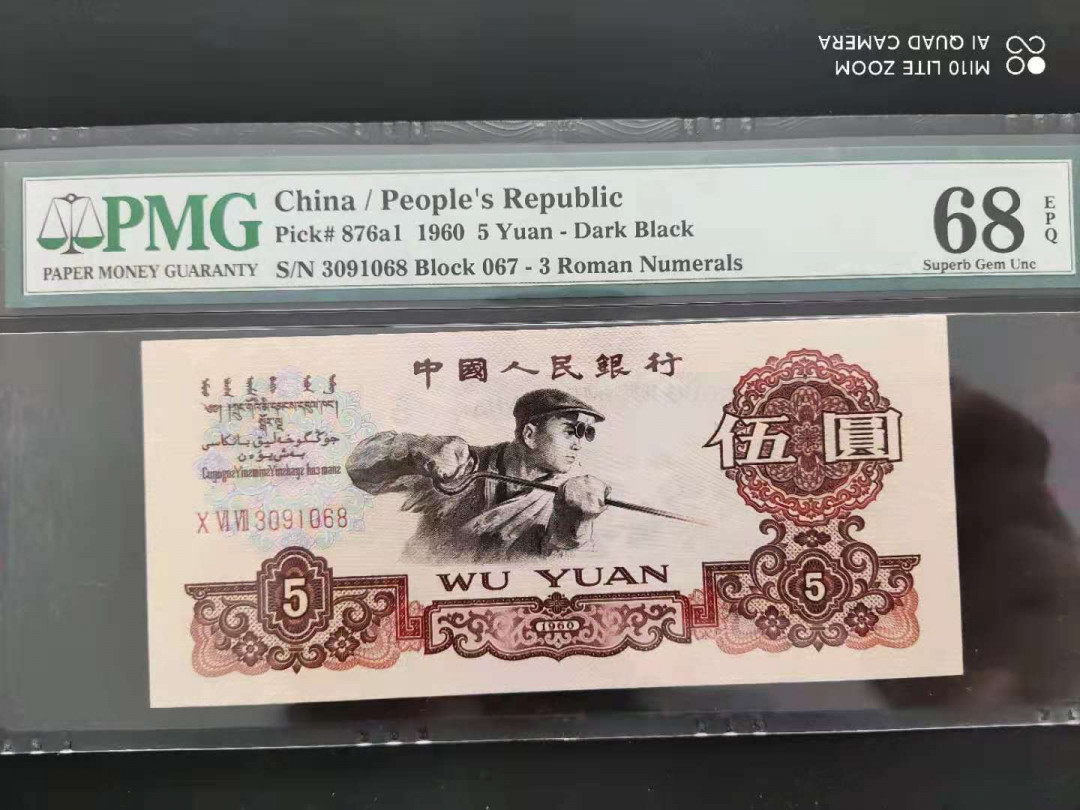 MI 10 LITE ZOOM
AI QUAD CAMERA
PMG
PAPER MONEY GUARANTY
China / People's Republic
Pick# 876a1 1960 5 Yuan - Dark Black
S/N 3091068 Block 067 - 3 Roman Numerals
68
EPQ
Superb Gem Unc
中國人民銀行
伍圓
X VI VII 3091068
WU YUAN
5
1960
5